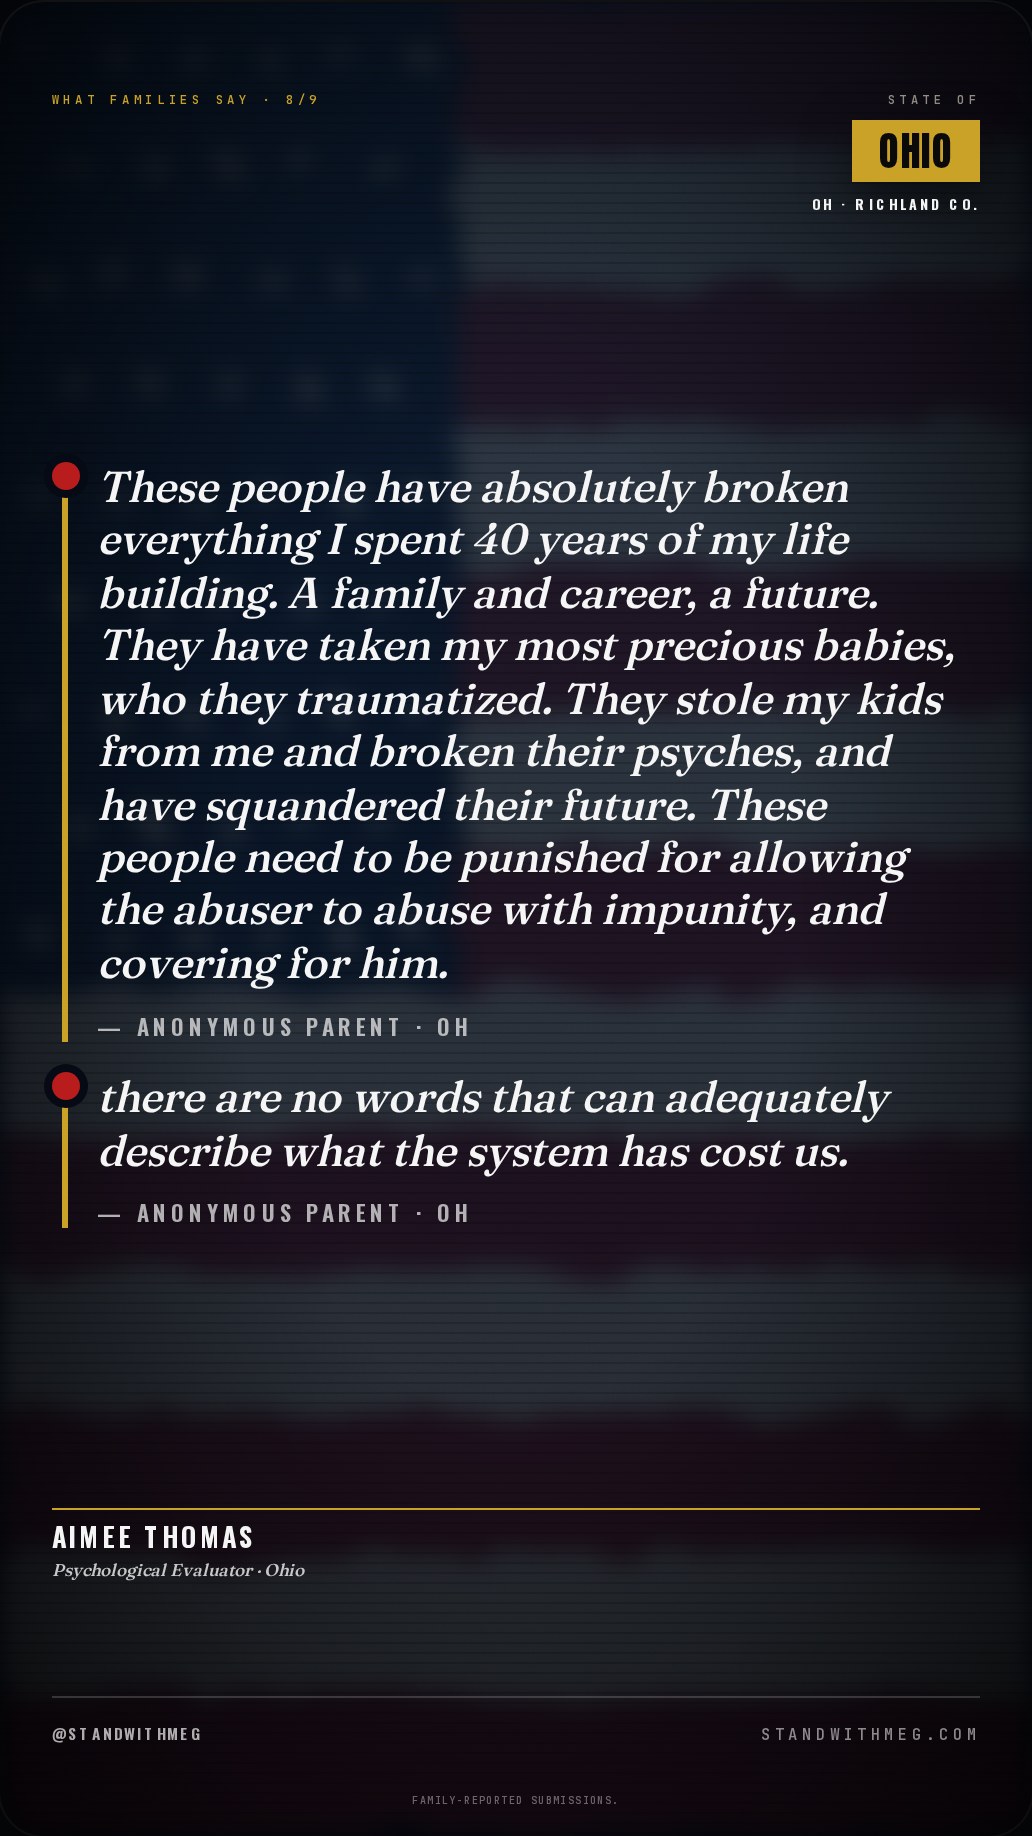 WHAT FAMILIES SAY · 8/9
STATE OF
OHIO
OH · RICHLAND CO.
These people have absolutely broken
everything I spent 40 years of my life
building. A family and career, a future.
They have taken my most precious babies,
who they traumatized. They stole my kids
from me and broken their psyches, and
have squandered their future. These
people need to be punished for allowing
the abuser to abuse with impunity, and
covering for him.
— ANONYMOUS PARENT · OH
there are no words that can adequately
describe what the system has cost us.
— ANONYMOUS PARENT · OH
AIMEE THOMAS
Psychological Evaluator · Ohio
@STANDWITHMEG
STANDWITHMEG.COM
FAMILY-REPORTED SUBMISSIONS.